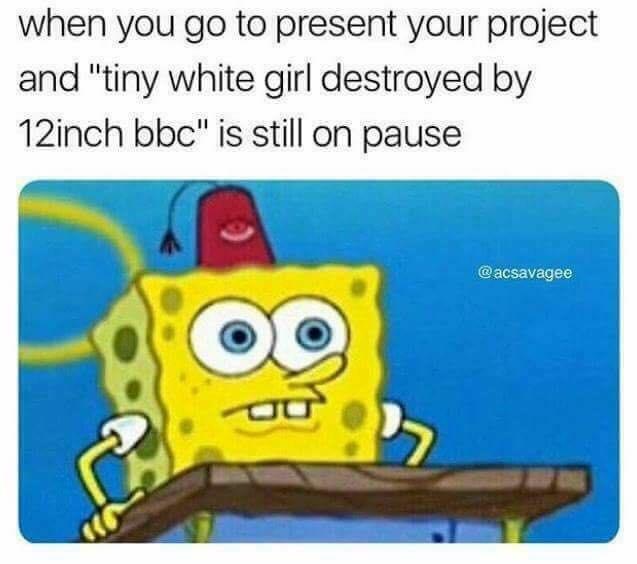 when you go to present your project
and "tiny white girl destroyed by
12inch bbc" is still on pause
@acsavagee